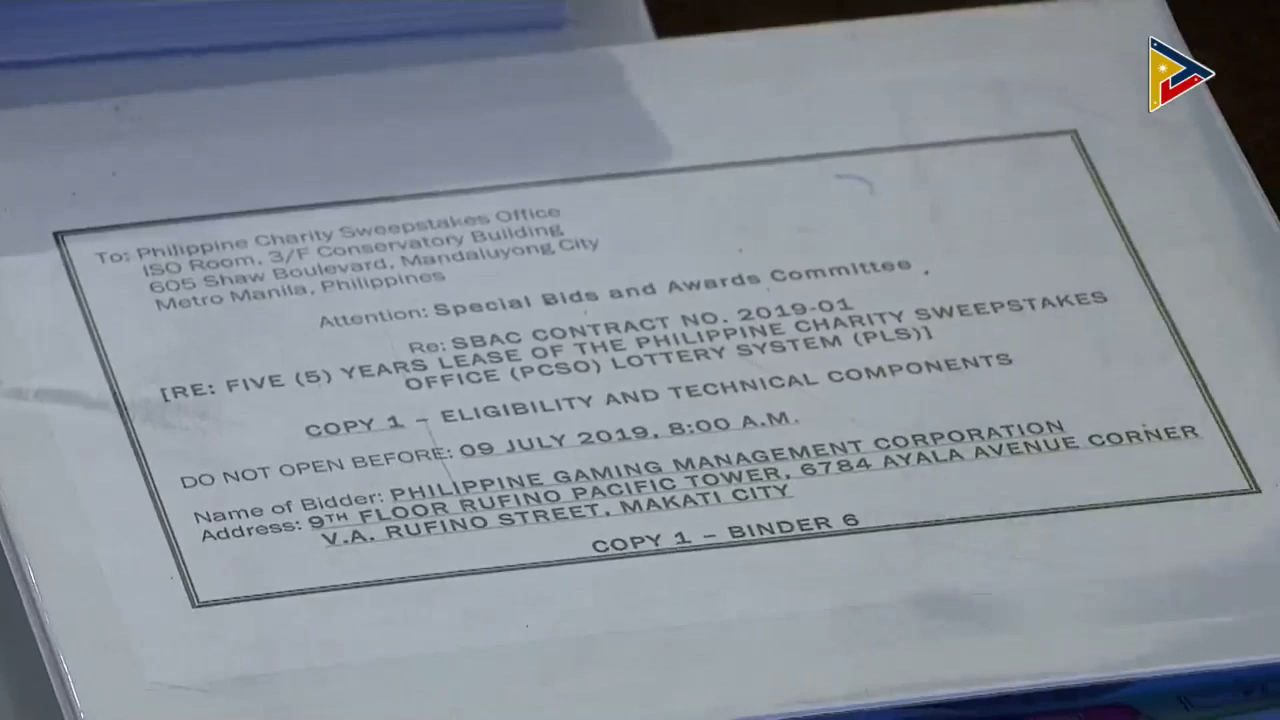 To: Philippine Charity Sweepstakes Office
ISO Room, 3/F Conservatory Building
605 Shaw Boulevard, Mandaluyong City
Metro Manila, Philippines
Attention: Special Bids and Awards Committee
Re: SBAC CONTRACT NO. 2019-01
[RE: FIVE (5) YEARS LEASE OF THE PHILIPPINE CHARITY SWEEPSTAKES
OFFICE (PCSO) LOTTERY SYSTEM (PLS)]
COPY 1 – ELIGIBILITY AND TECHNICAL COMPONENTS
DO NOT OPEN BEFORE: 09 JULY 2019, 8:00 A.M.
Name of Bidder: PHILIPPINE GAMING MANAGEMENT CORPORATION
Address: 9TH FLOOR RUFINO PACIFIC TOWER, 6784 AYALA AVENUE CORNER
V.A. RUFINO STREET, MAKATI CITY
COPY 1 – BINDER 6